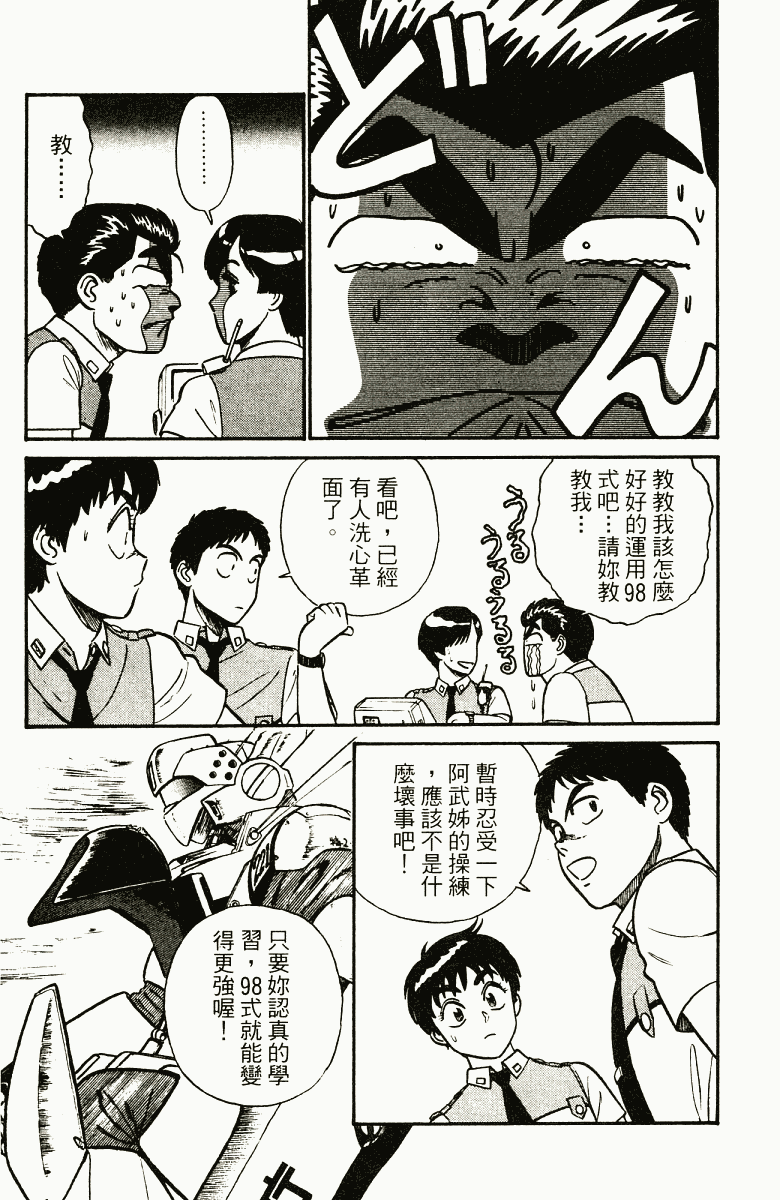 どーん
……
教……
教教我該怎麼
好好的運用98
式吧…請妳教
教我…
うるうるうるうる
看吧，已經
有人洗心革
面了。
暫時忍受一下
阿武姊的操練
，應該不是什
麼壞事吧！
只要妳認真的學
習，98式就能變
得更強喔！